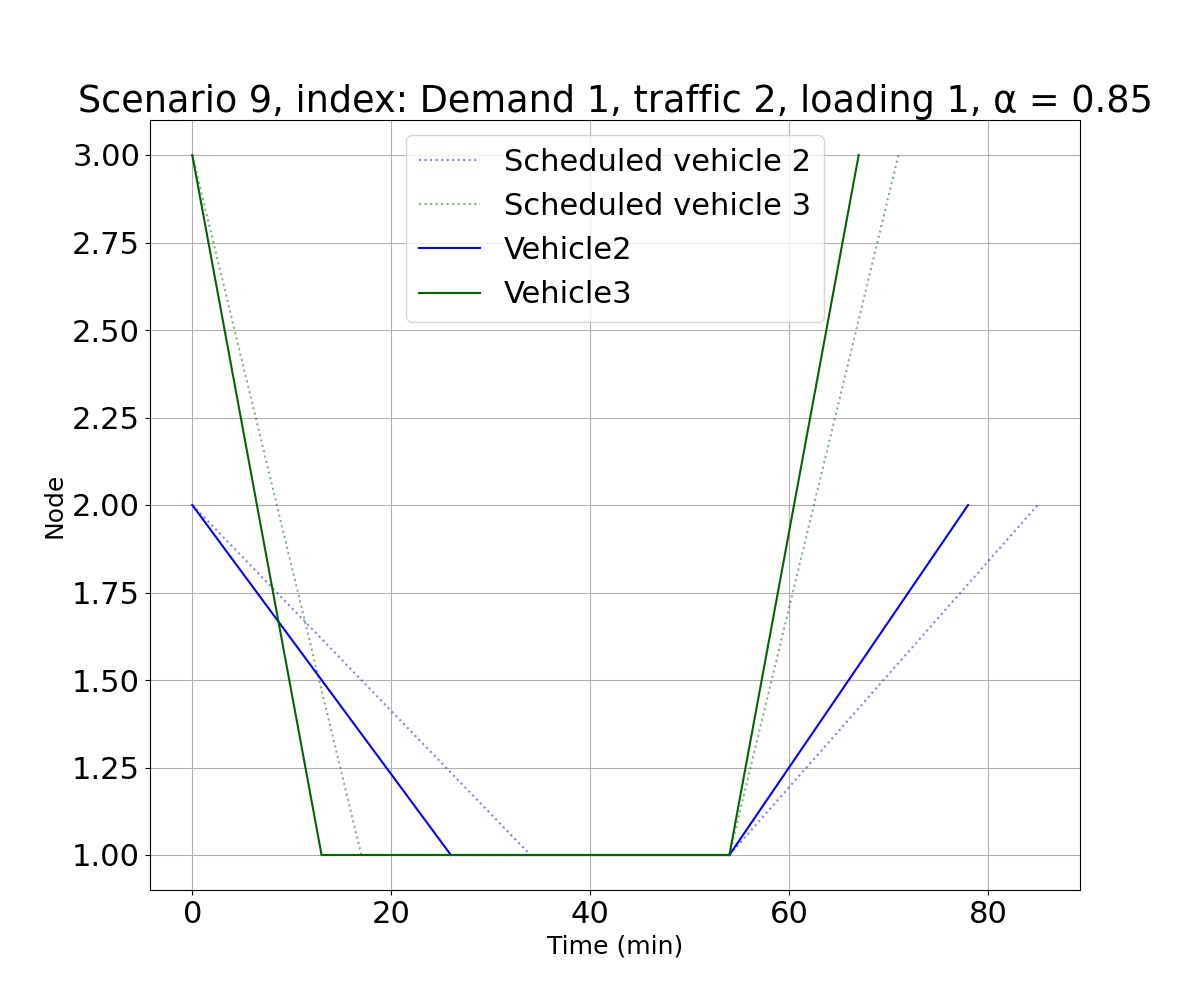 Scenario 9, index: Demand 1, traffic 2, loading 1, α = 0.85
Scheduled vehicle 2
Scheduled vehicle 3
Vehicle2
Vehicle3
3.00
2.75
2.50
2.25
2.00
1.75
1.50
1.25
1.00
Node
0 20 40 60 80
Time (min)